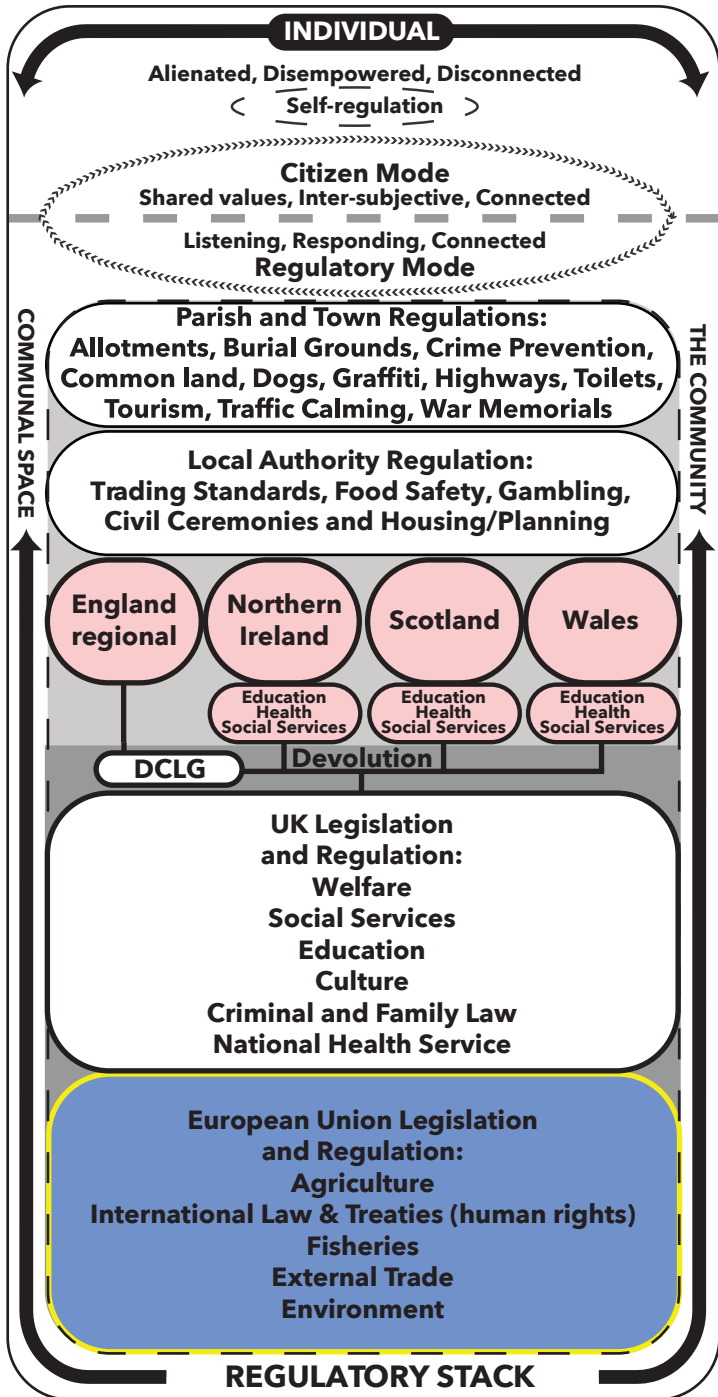 INDIVIDUAL
Alienated, Disempowered, Disconnected
Self-regulation
Citizen Mode
Shared values, Inter-subjective, Connected
Listening, Responding, Connected
Regulatory Mode
COMMUNAL SPACE
THE COMMUNITY
Parish and Town Regulations:
Allotments, Burial Grounds, Crime Prevention,
Common land, Dogs, Graffiti, Highways, Toilets,
Tourism, Traffic Calming, War Memorials
Local Authority Regulation:
Trading Standards, Food Safety, Gambling,
Civil Ceremonies and Housing/Planning
England
regional
Northern
Ireland
Scotland
Wales
Education
Health
Social Services
Education
Health
Social Services
Education
Health
Social Services
DCLG
Devolution
UK Legislation
and Regulation:
Welfare
Social Services
Education
Culture
Criminal and Family Law
National Health Service
European Union Legislation
and Regulation:
Agriculture
International Law & Treaties (human rights)
Fisheries
External Trade
Environment
REGULATORY STACK